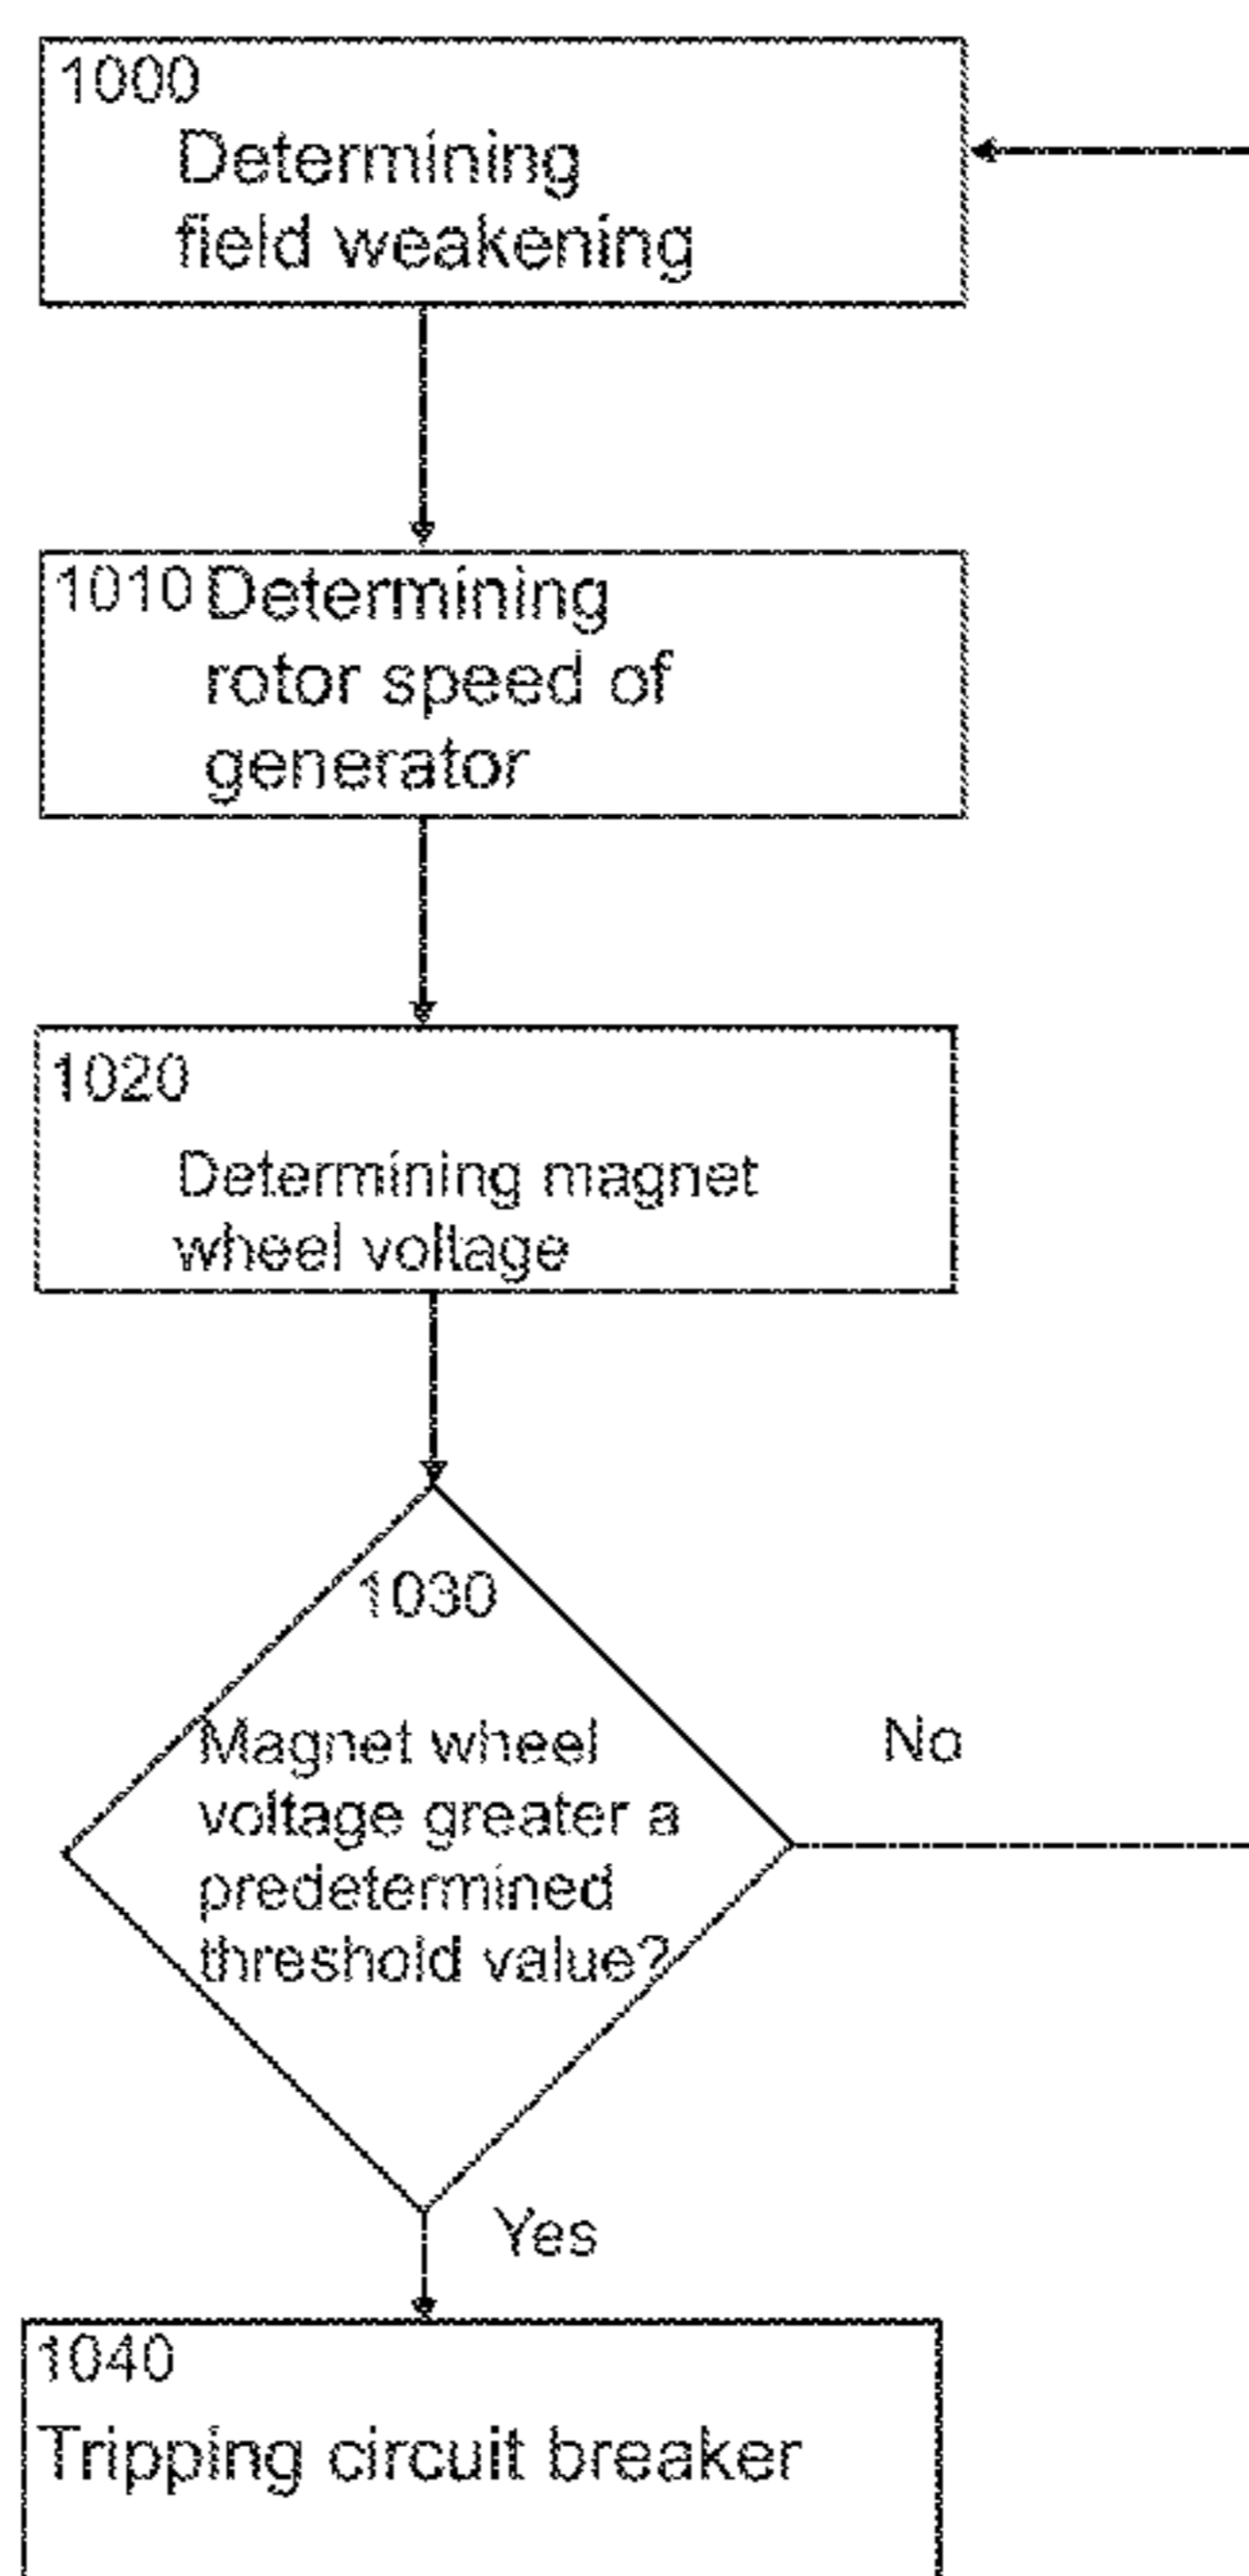 1000
Determining
field weakening
1010 Determining
rotor speed of
generator
1020
Determining magnet
wheel voltage
1030
Magnet wheel
voltage greater a
predetermined
threshold value?
No
Yes
1040
Tripping circuit breaker